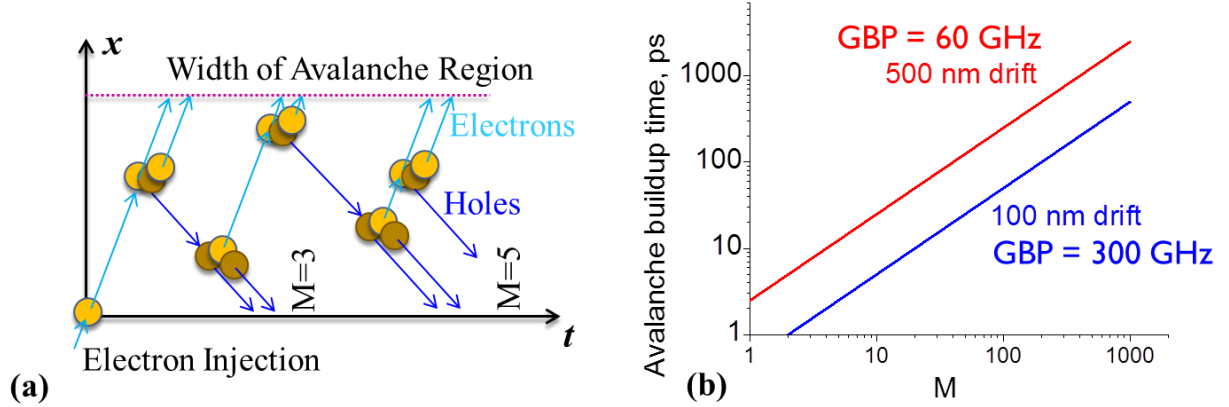 x
Width of Avalanche Region
Electrons
Holes
M=3
M=5
t
Electron Injection
(a)
Avalanche buildup time, ps
1000
100
10
1
GBP = 60 GHz
500 nm drift
100 nm drift
GBP = 300 GHz
1
10
100
1000
M
(b)